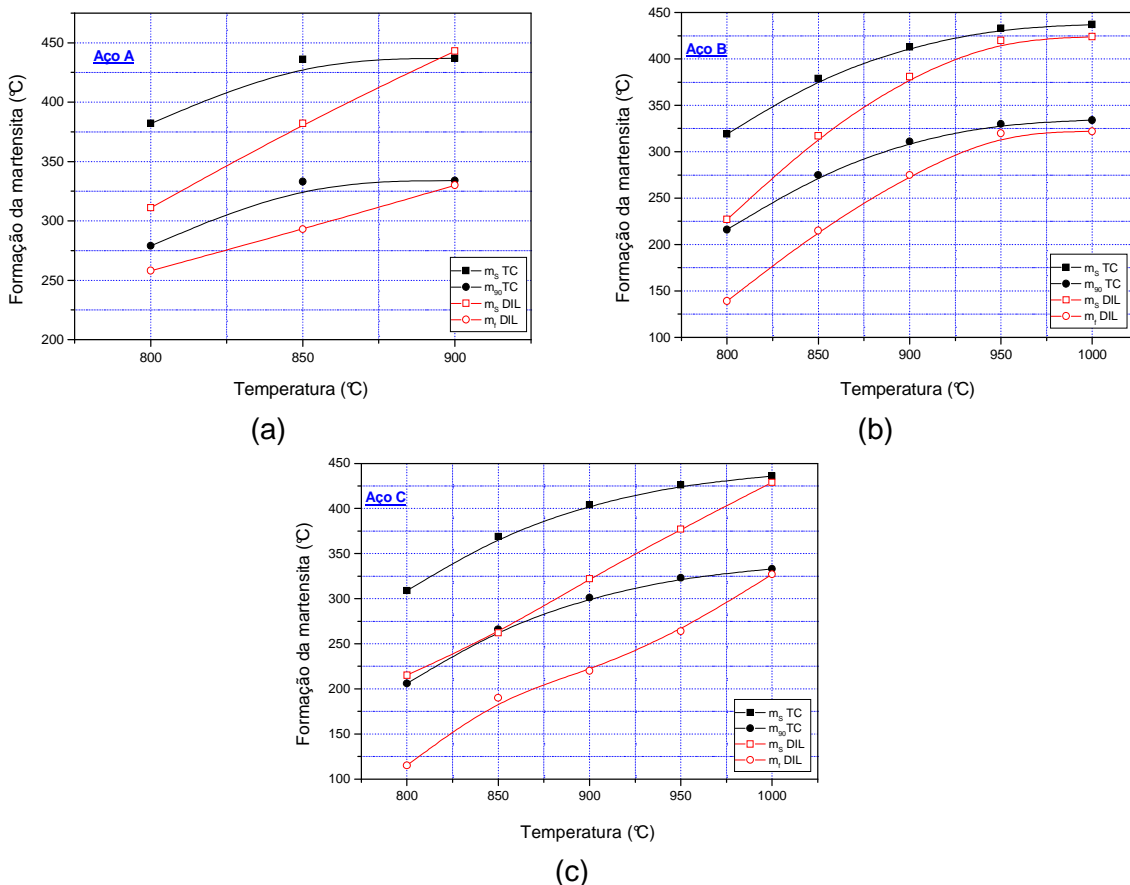 Aço A
Formação da martensita (°C)
450
400
350
300
250
200
800
850
900
Temperatura (°C)
m_s TC
m_90 TC
m_s DIL
m_f DIL
(a)
Aço B
Formação da martensita (°C)
450
400
350
300
250
200
150
100
800
850
900
950
1000
Temperatura (°C)
m_s TC
m_90 TC
m_s DIL
m_f DIL
(b)
Aço C
Formação da martensita (°C)
450
400
350
300
250
200
150
100
800
850
900
950
1000
Temperatura (°C)
m_s TC
m_90 TC
m_s DIL
m_f DIL
(c)